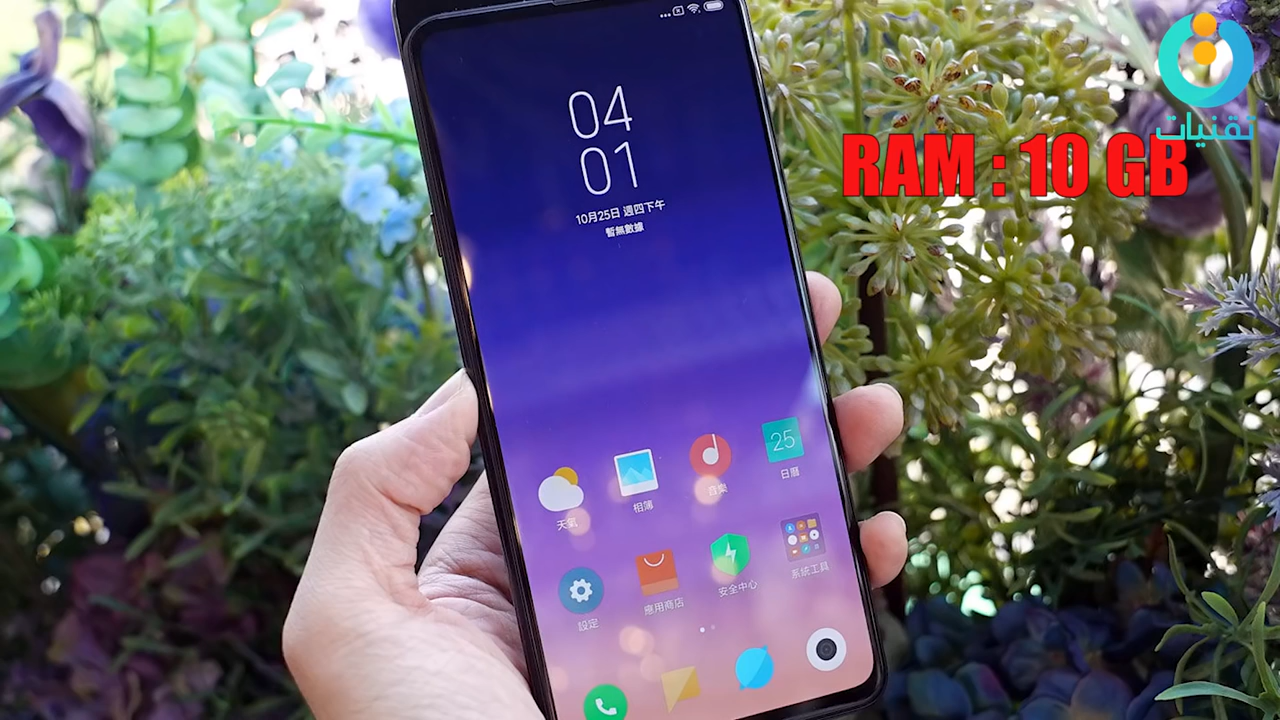 تقنيات
RAM : 10 GB
04
01
10月25日 週四下午
暫無數據
25
天氣
相簿
音樂
日曆
設定
應用商店
安全中心
系統工具